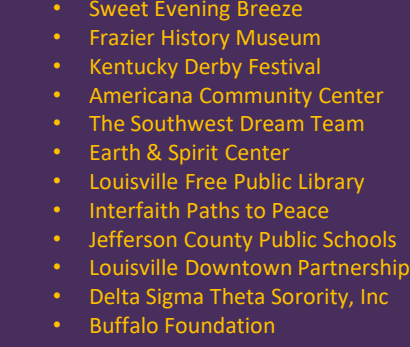 • Sweet Evening Breeze
• Frazier History Museum
• Kentucky Derby Festival
• Americana Community Center
• The Southwest Dream Team
• Earth & Spirit Center
• Louisville Free Public Library
• Interfaith Paths to Peace
• Jefferson County Public Schools
• Louisville Downtown Partnership
• Delta Sigma Theta Sorority, Inc
• Buffalo Foundation